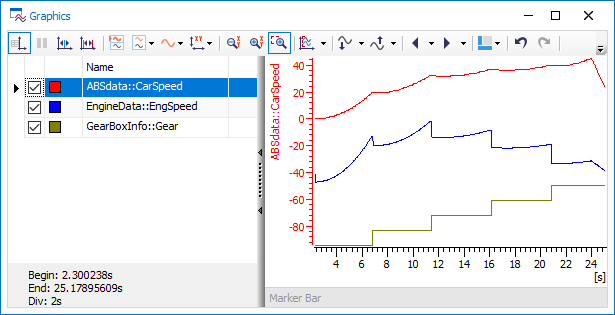 Graphics
Name
ABSdata::CarSpeed
EngineData::EngSpeed
GearBoxInfo::Gear
Begin: 2.300238s
End: 25.17895609s
Div: 2s
ABSdata::CarSpeed
40
20
0
-20
-40
-60
-80
4 6 8 10 12 14 16 18 20 22 24
[s]
Marker Bar